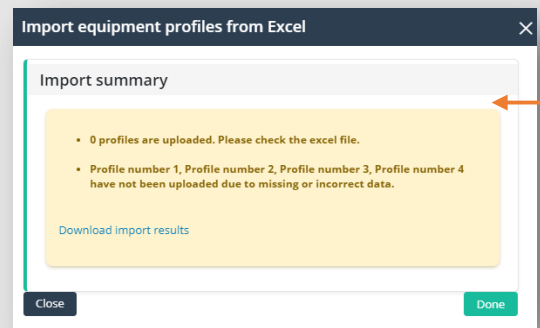 Import equipment profiles from Excel
Import summary
• 0 profiles are uploaded. Please check the excel file.
• Profile number 1, Profile number 2, Profile number 3, Profile number 4
have not been uploaded due to missing or incorrect data.
Download import results
Close
Done